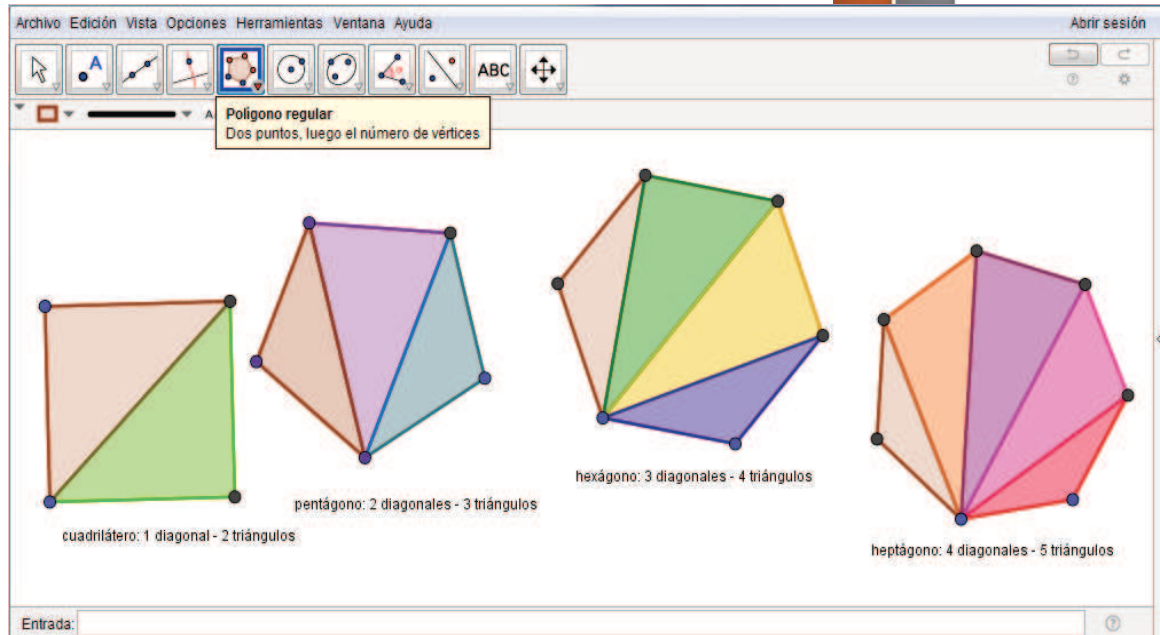 Archivo Edición Vista Opciones Herramientas Ventana Ayuda
Abrir sesión
A
ABC
A
Polígono regular
Dos puntos, luego el número de vértices
cuadrilátero: 1 diagonal - 2 triángulos
pentágono: 2 diagonales - 3 triángulos
hexágono: 3 diagonales - 4 triángulos
heptágono: 4 diagonales - 5 triángulos
Entrada: